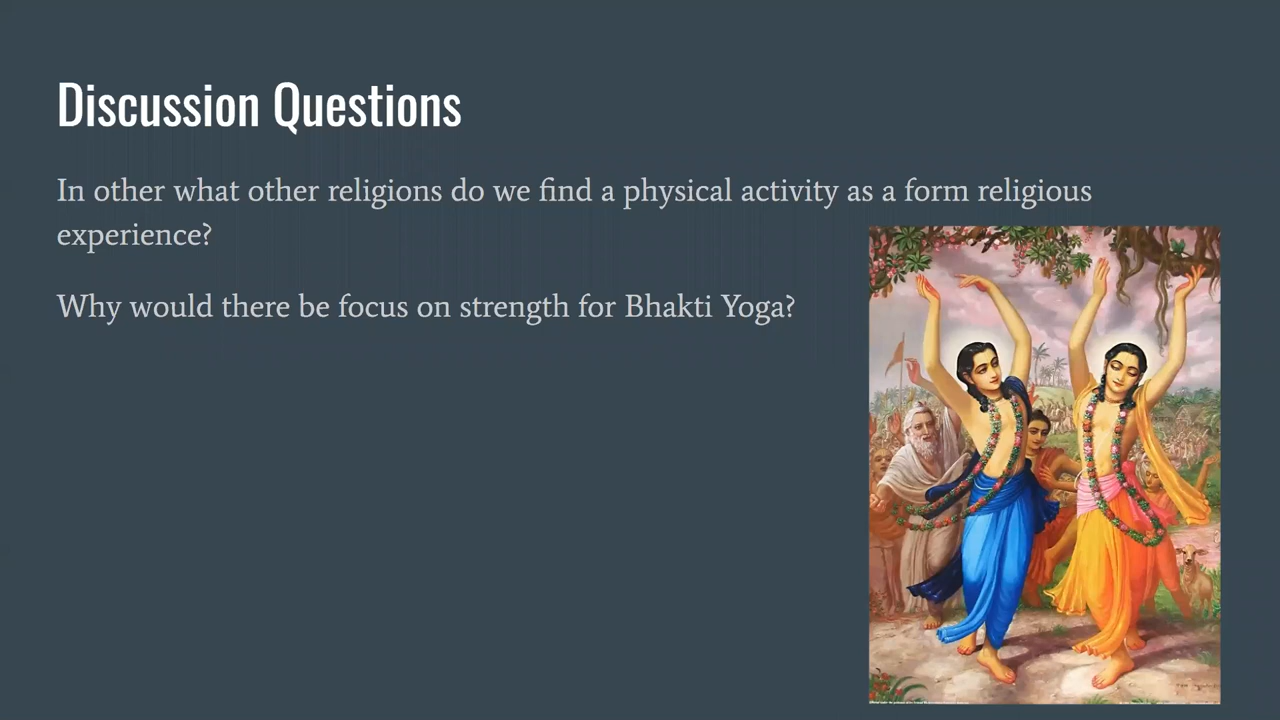 Discussion Questions
In other what other religions do we find a physical activity as a form religious
experience?
Why would there be focus on strength for Bhakti Yoga?